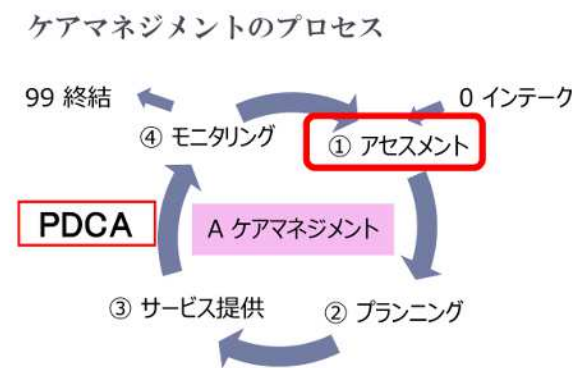 ケアマネジメントのプロセス
99 終結
0 インテーク
④ モニタリング
① アセスメント
PDCA
A ケアマネジメント
③ サービス提供
② プランニング